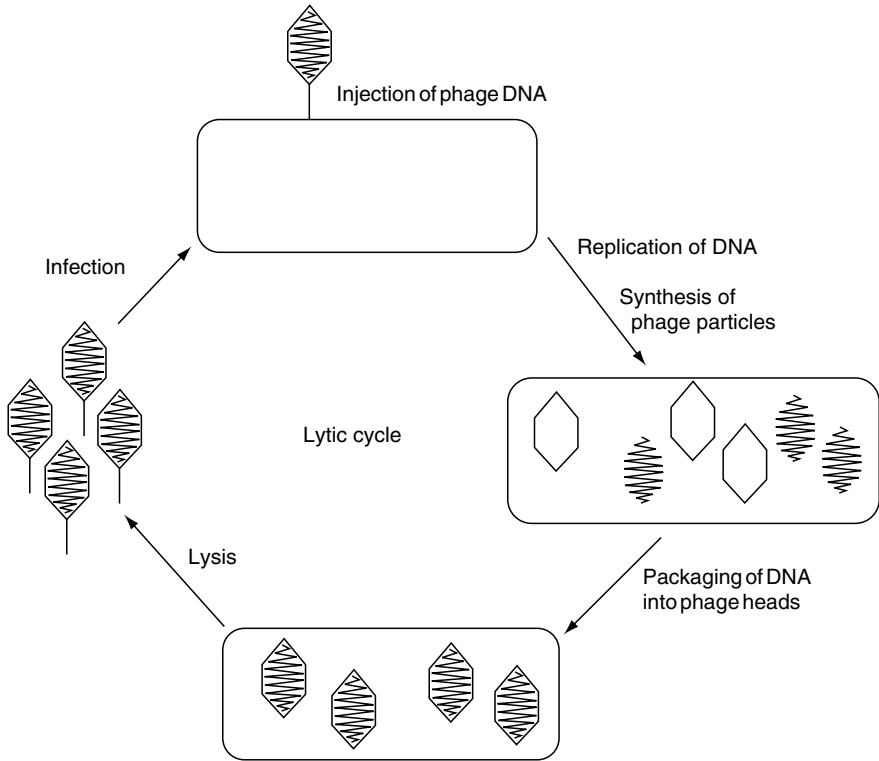 Injection of phage DNA
Replication of DNA
Synthesis of
phage particles
Infection
Lytic cycle
Lysis
Packaging of DNA
into phage heads